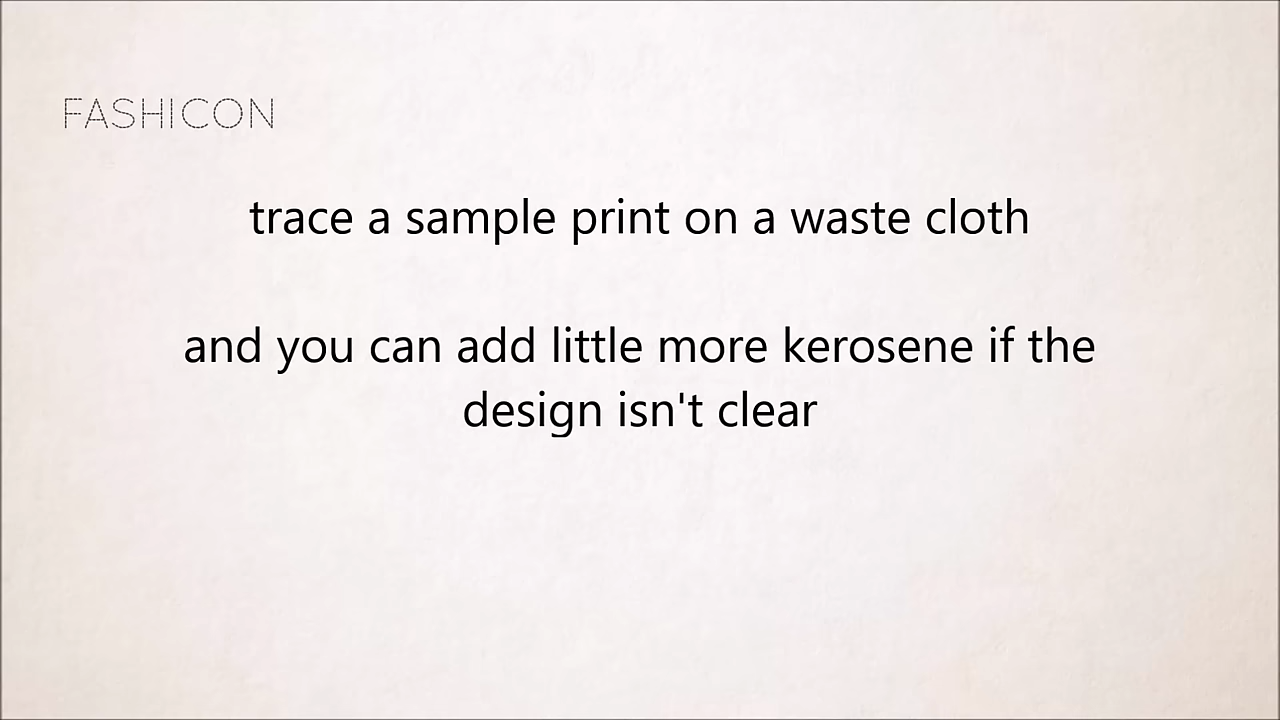 FASHICON
trace a sample print on a waste cloth
and you can add little more kerosene if the
design isn't clear